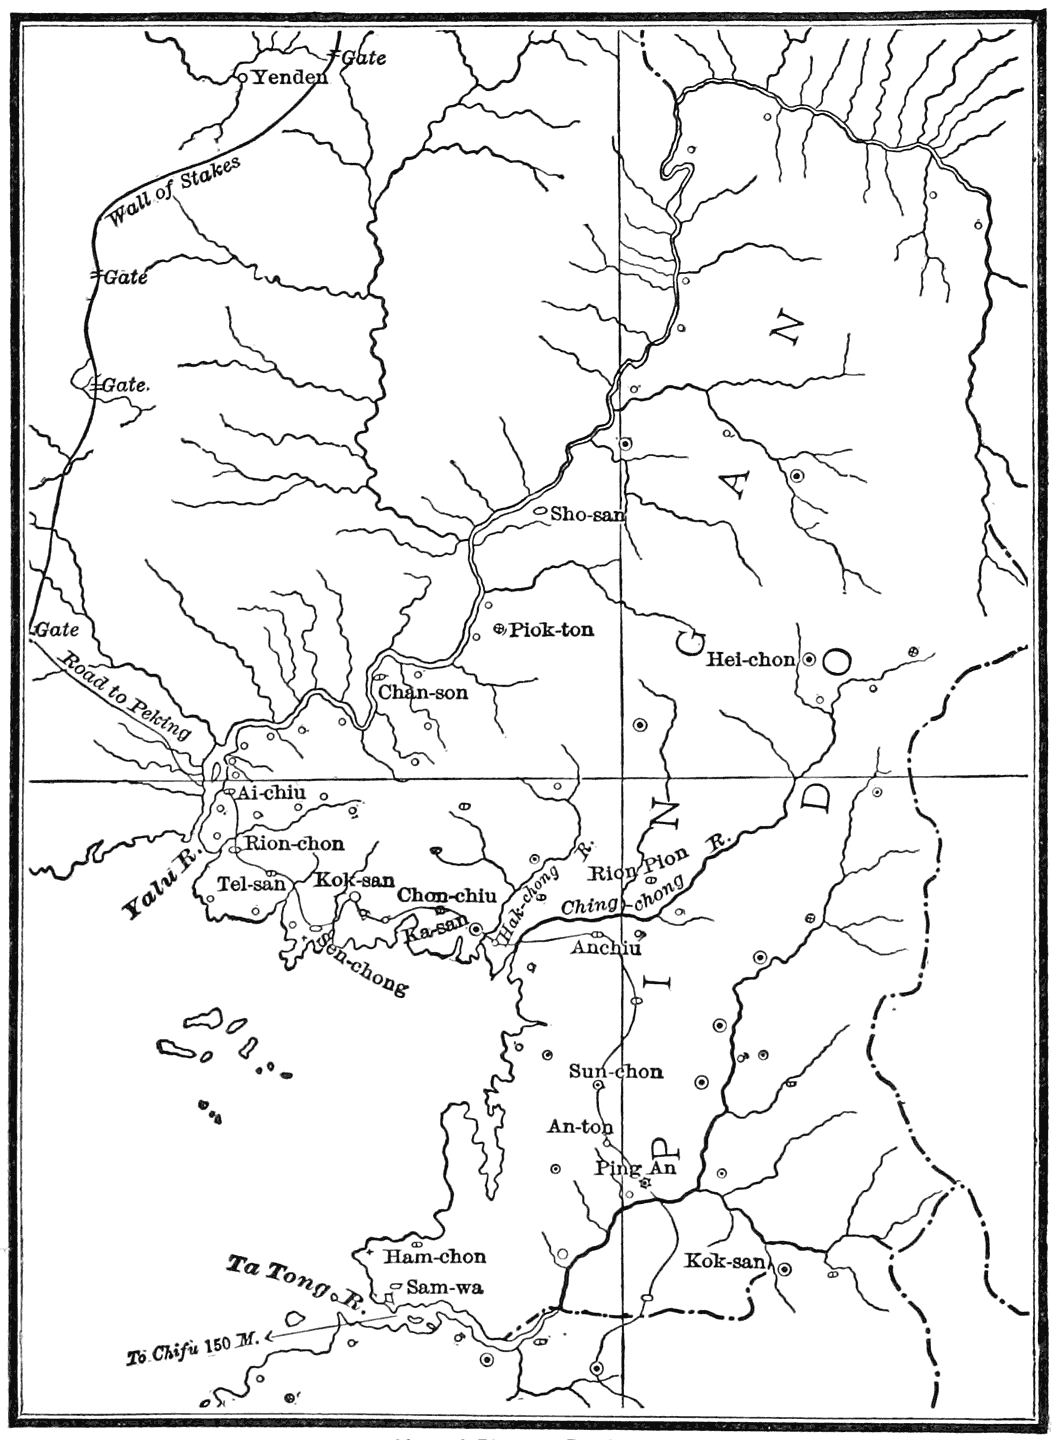 Gate
Yenden
Wall of Stakes
Gate
Gate.
Sho-san
Gate
Piok-ton
Road to Peking
Hei-chon
Chan-son
Ai-chiu
Rion-chon
Yalu R.
Tel-san
Kok-san
Chon-chiu
Ka-san
Hak-chong R.
Rion Pion
Ching-chong R.
Sen-chong
Anchiu
PING AN DO
Sun-chon
An-ton
Ping An
Ham-chon
Kok-san
Ta Tong R.
Sam-wa
To Chifu 150 M.